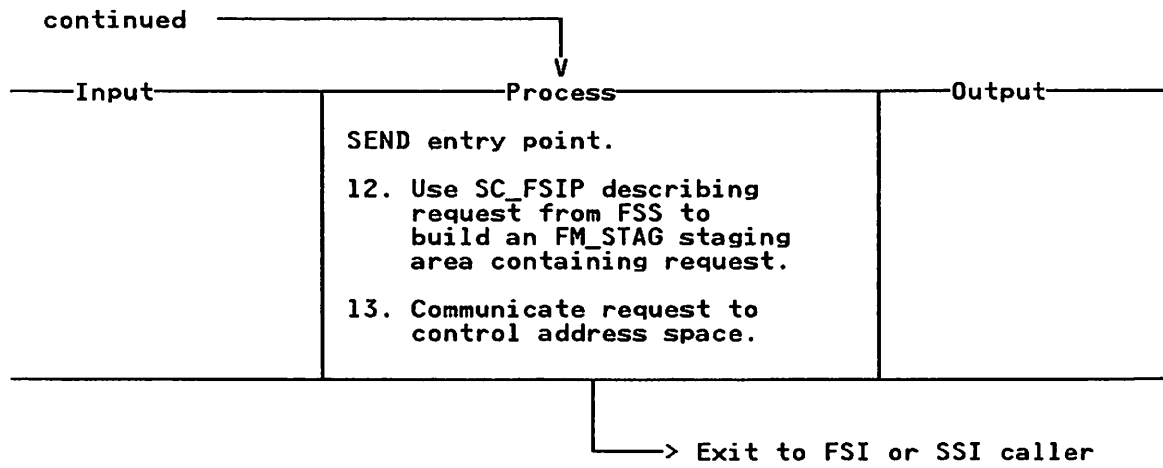 continued
V
Input Process Output
SEND entry point.
12. Use SC_FSIP describing
request from FSS to
build an FM_STAG staging
area containing request.
13. Communicate request to
control address space.
> Exit to FSI or SSI caller